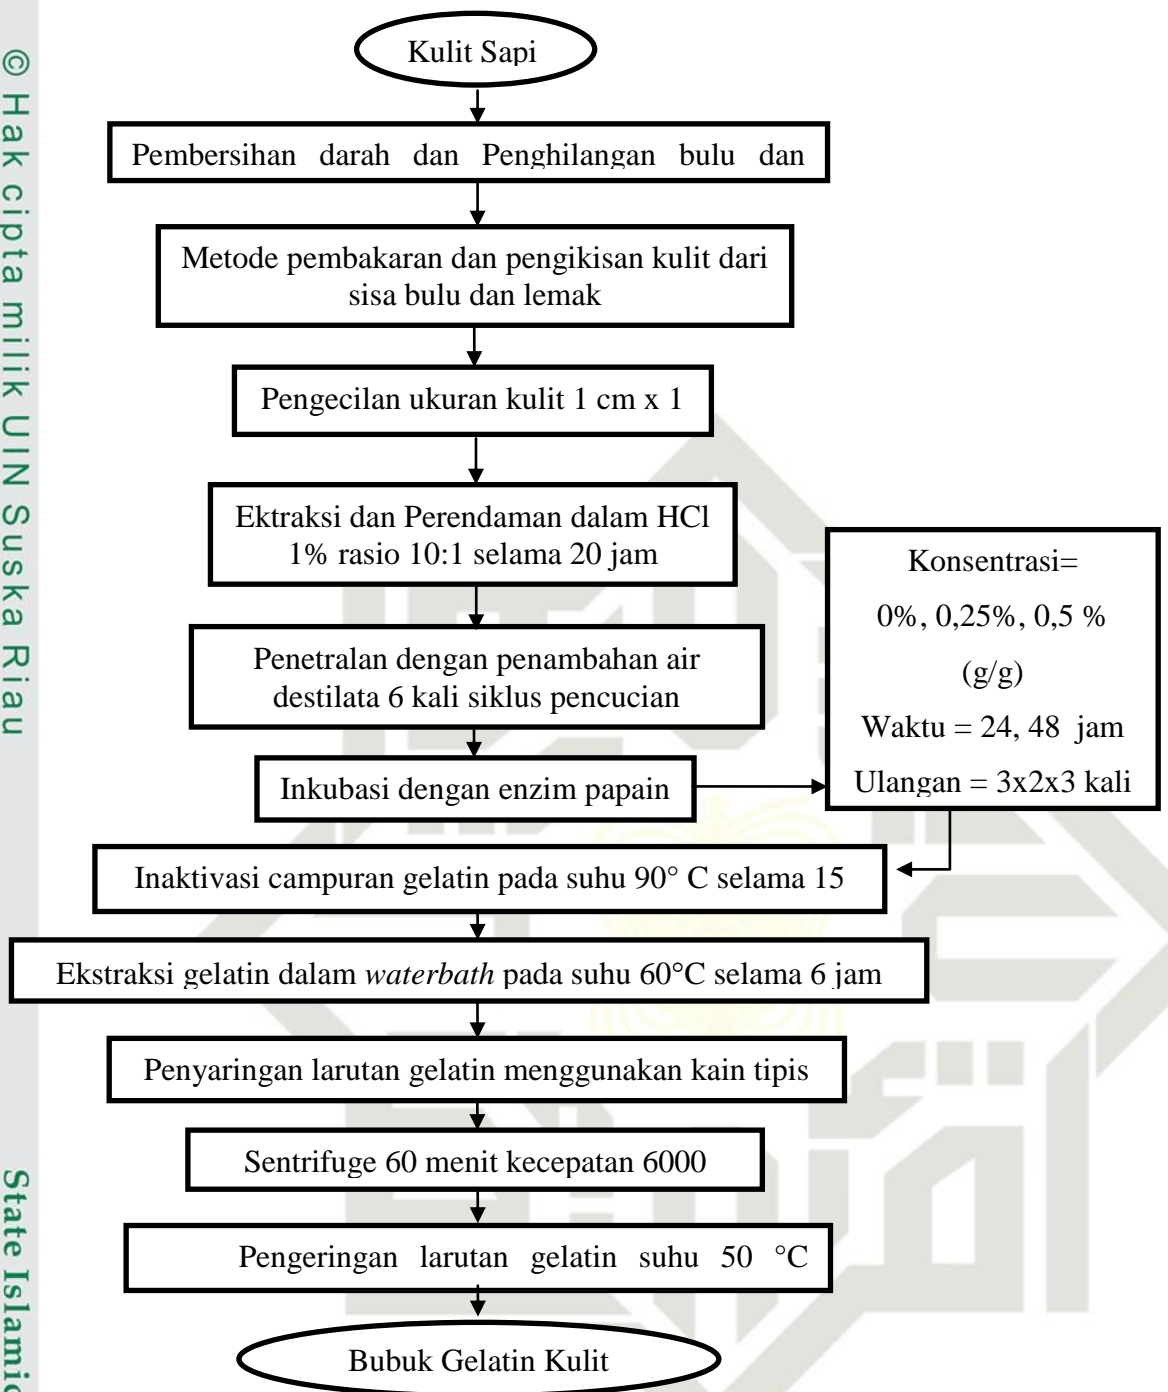 © Hak cipta milik UIN Suska Riau
State Islamic
Kulit Sapi
Pembersihan darah dan Penghilangan bulu dan
Metode pembakaran dan pengikisan kulit dari
sisa bulu dan lemak
Pengecilan ukuran kulit 1 cm x 1
Ektraksi dan Perendaman dalam HCl
1% rasio 10:1 selama 20 jam
Penetralan dengan penambahan air
destilata 6 kali siklus pencucian
Inkubasi dengan enzim papain
Konsentrasi=
0%, 0,25%, 0,5 %
(g/g)
Waktu = 24, 48 jam
Ulangan = 3x2x3 kali
Inaktivasi campuran gelatin pada suhu 90° C selama 15
Ekstraksi gelatin dalam waterbath pada suhu 60°C selama 6 jam
Penyaringan larutan gelatin menggunakan kain tipis
Sentrifuge 60 menit kecepatan 6000
Pengeringan larutan gelatin suhu 50 °C
Bubuk Gelatin Kulit